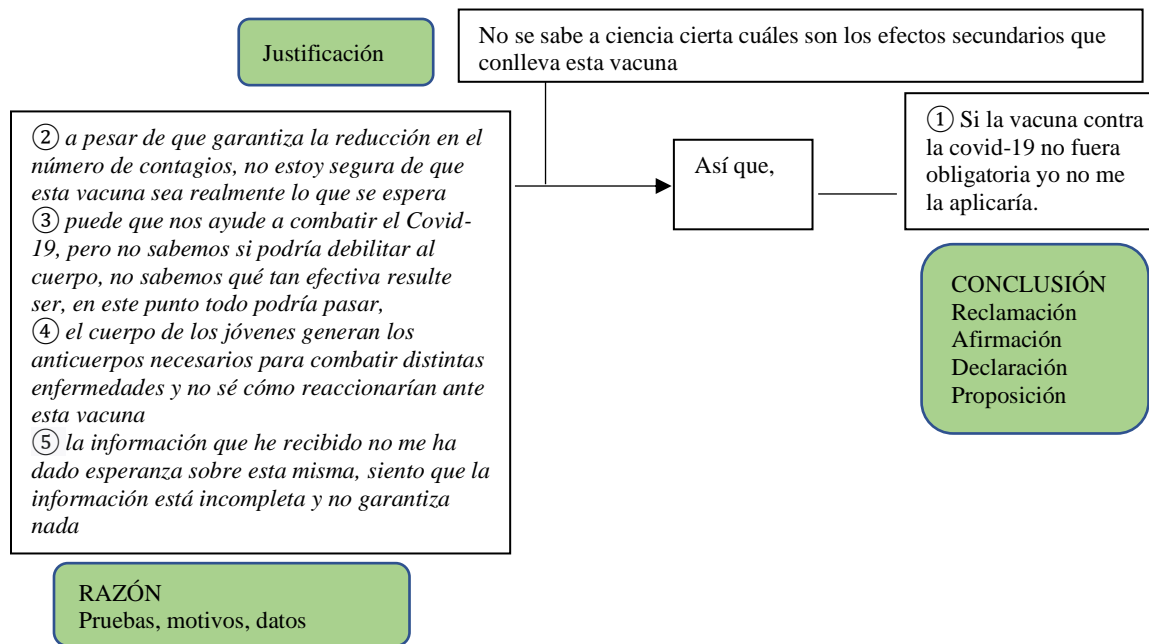 Justificación
No se sabe a ciencia cierta cuáles son los efectos secundarios que
conlleva esta vacuna
② a pesar de que garantiza la reducción en el
número de contagios, no estoy segura de que
esta vacuna sea realmente lo que se espera
③ puede que nos ayude a combatir el Covid-
19, pero no sabemos si podría debilitar al
cuerpo, no sabemos qué tan efectiva resulte
ser, en este punto todo podría pasar,
④ el cuerpo de los jóvenes generan los
anticuerpos necesarios para combatir distintas
enfermedades y no sé cómo reaccionarían ante
esta vacuna
⑤ la información que he recibido no me ha
dado esperanza sobre esta misma, siento que la
información está incompleta y no garantiza
nada
Así que,
① Si la vacuna contra
la covid-19 no fuera
obligatoria yo no me
la aplicaría.
CONCLUSIÓN
Reclamación
Afirmación
Declaración
Proposición
RAZÓN
Pruebas, motivos, datos